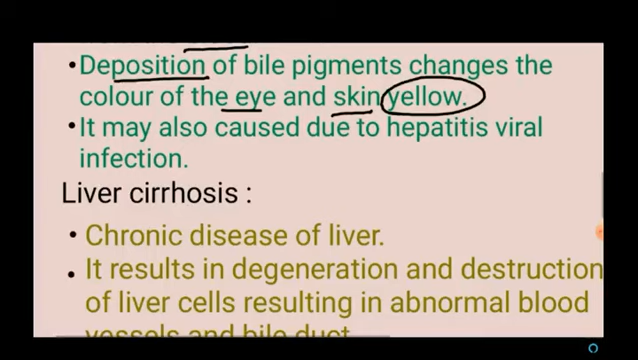 •Deposition of bile pigments changes the
colour of the eye and skin yellow.
•It may also caused due to hepatitis viral
infection.
Liver cirrhosis :
• Chronic disease of liver.
• It results in degeneration and destruction
of liver cells resulting in abnormal blood
vessels and bile duct